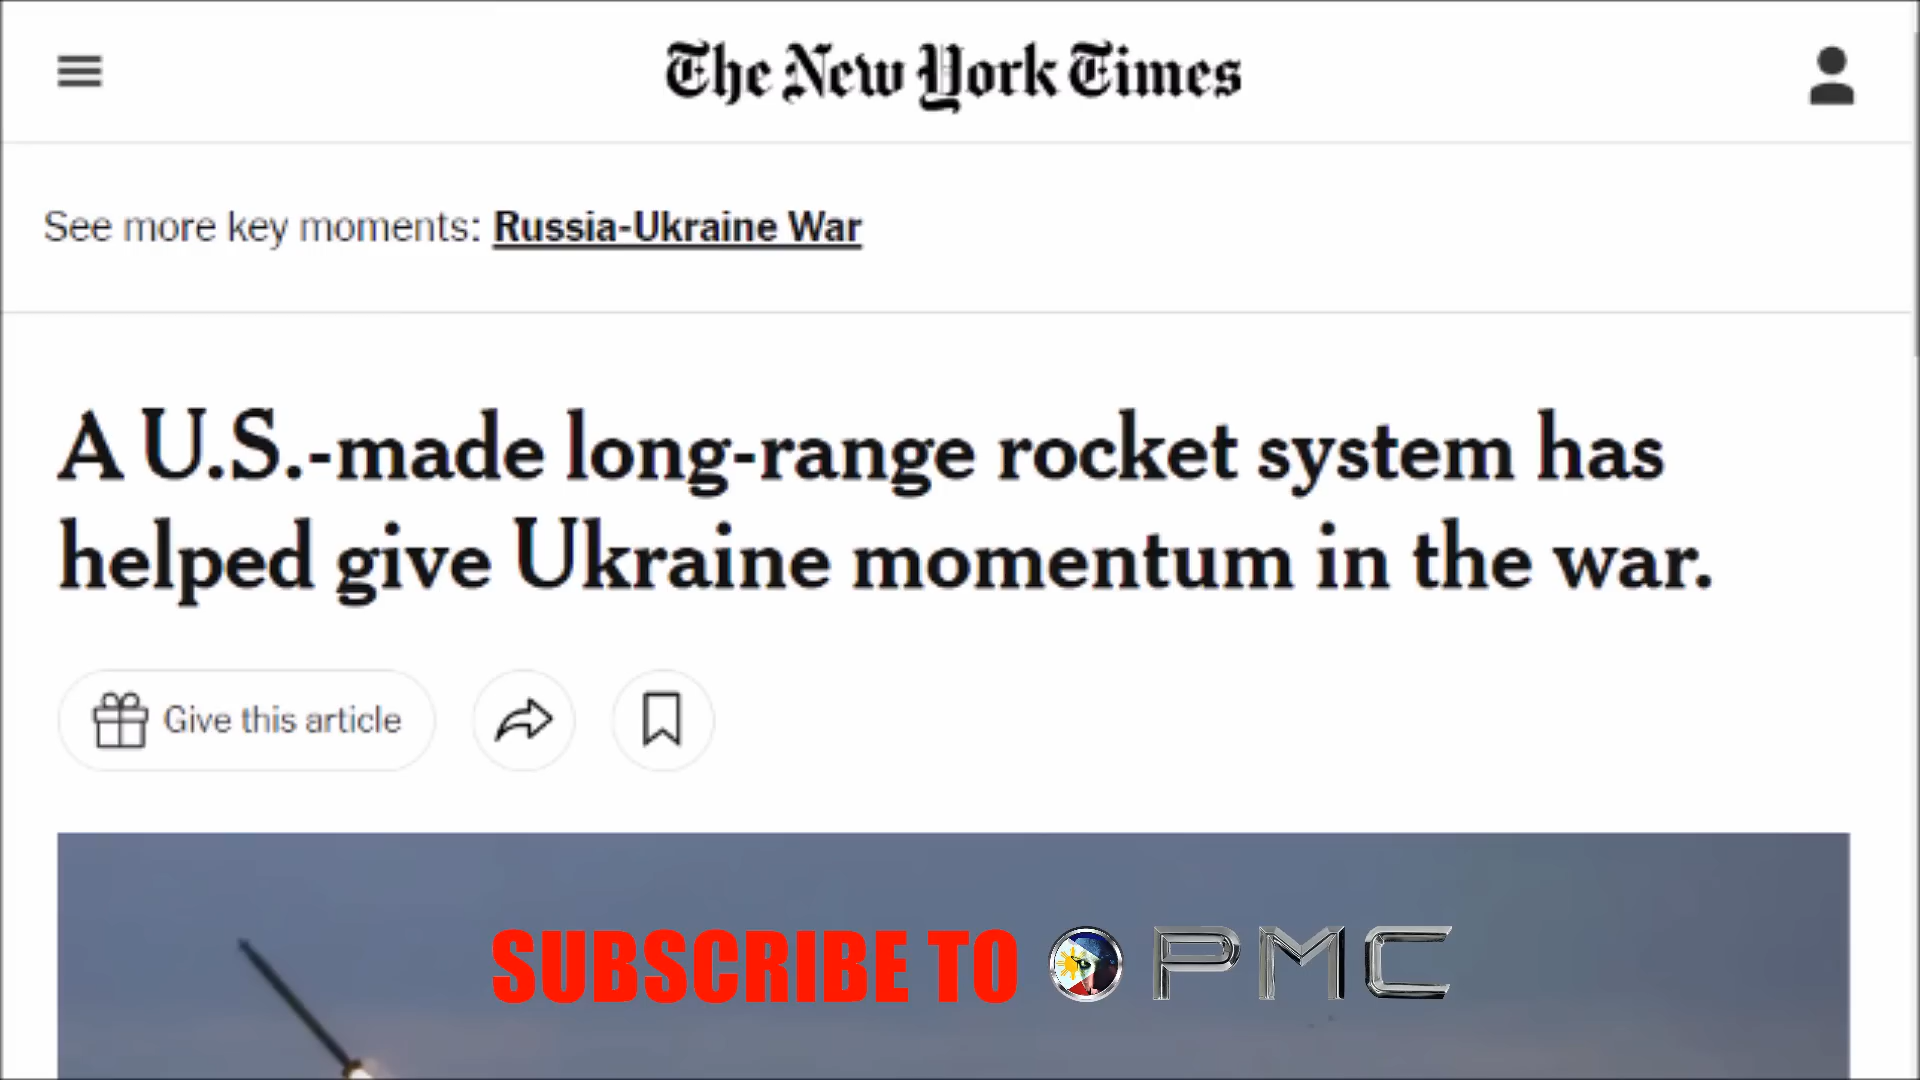 The New York Times
See more key moments: Russia-Ukraine War
A U.S.-made long-range rocket system has
helped give Ukraine momentum in the war.
Give this article
SUBSCRIBE TO PMC